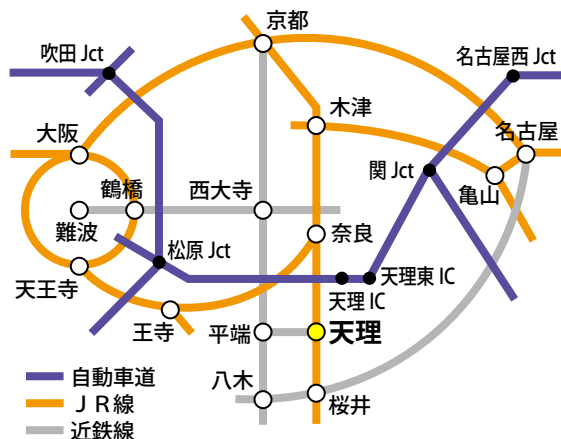 京都
吹田 Jct
名古屋西 Jct
木津
大阪
名古屋
鶴橋
西大寺
関 Jct
亀山
難波
奈良
松原 Jct
天王寺
天理東 IC
天理 IC
王寺
平端
天理
八木
桜井
自動車道
ＪＲ線
近鉄線